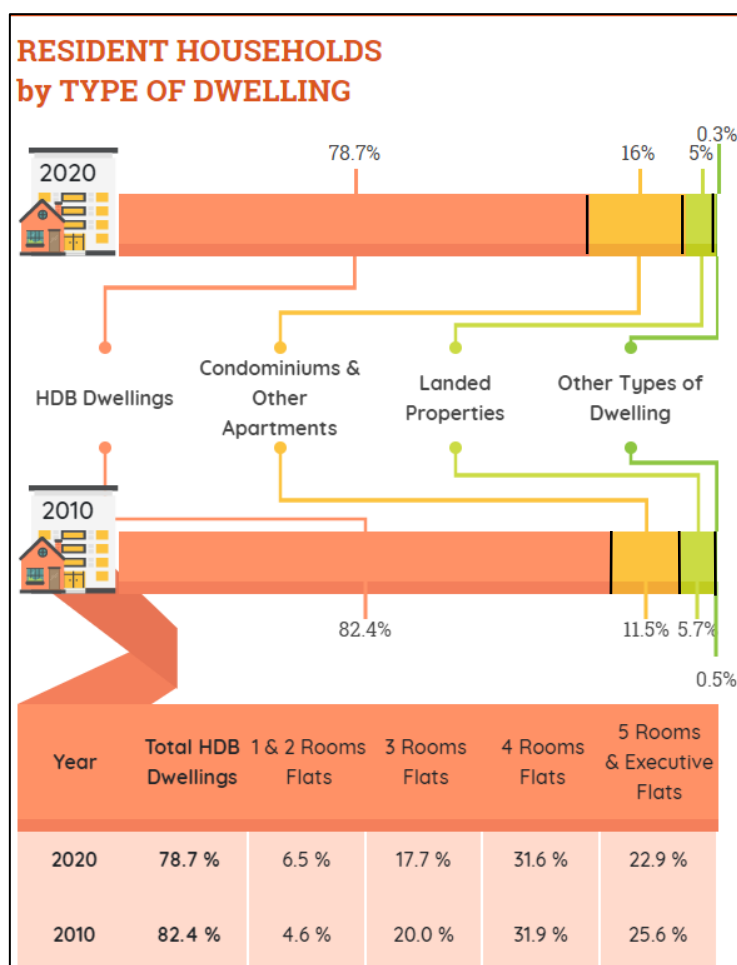 RESIDENT HOUSEHOLDS
by TYPE OF DWELLING
0.3%
78.7%
16%
5%
2020
HDB Dwellings
Condominiums &
Other
Apartments
Landed
Properties
Other Types of
Dwelling
2010
82.4%
11.5%
5.7%
0.5%
Year
Total HDB
Dwellings
1 & 2 Rooms
Flats
3 Rooms
Flats
4 Rooms
Flats
5 Rooms
& Executive
Flats
2020 78.7 % 6.5 % 17.7 % 31.6 % 22.9 %
2010 82.4 % 4.6 % 20.0 % 31.9 % 25.6 %